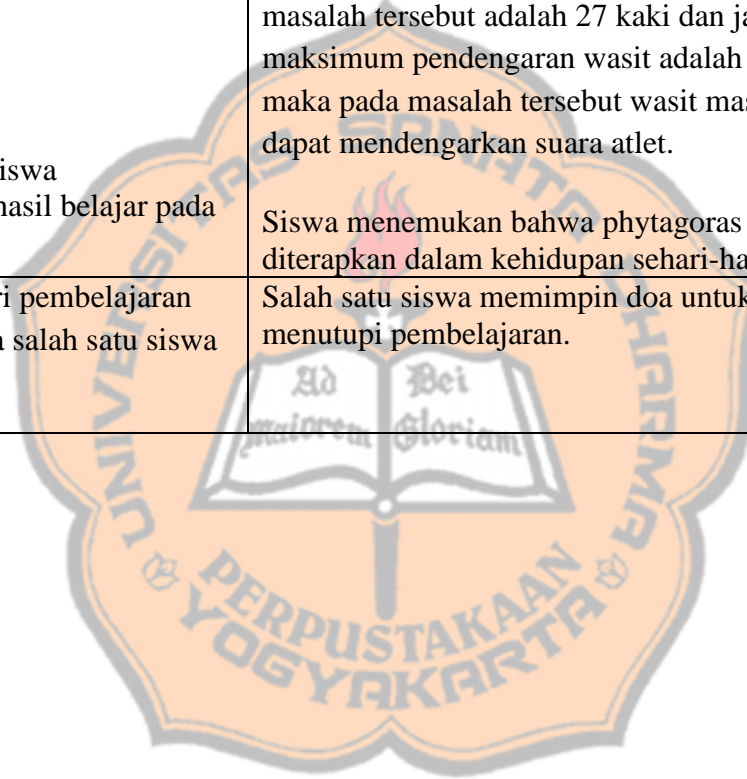 masalah tersebut adalah 27 kaki dan ja
maksimum pendengaran wasit adalah
maka pada masalah tersebut wasit mas
dapat mendengarkan suara atlet.
iswa
hasil belajar pada
Siswa menemukan bahwa phytagoras
diterapkan dalam kehidupan sehari-ha
ri pembelajaran
a salah satu siswa
Salah satu siswa memimpin doa untuk
menutupi pembelajaran.
UNIVERSITAS SANATA DHARMA
Ad Dei
maiorem Gloriam
PERPUSTAKAAN
YOGYAKARTA